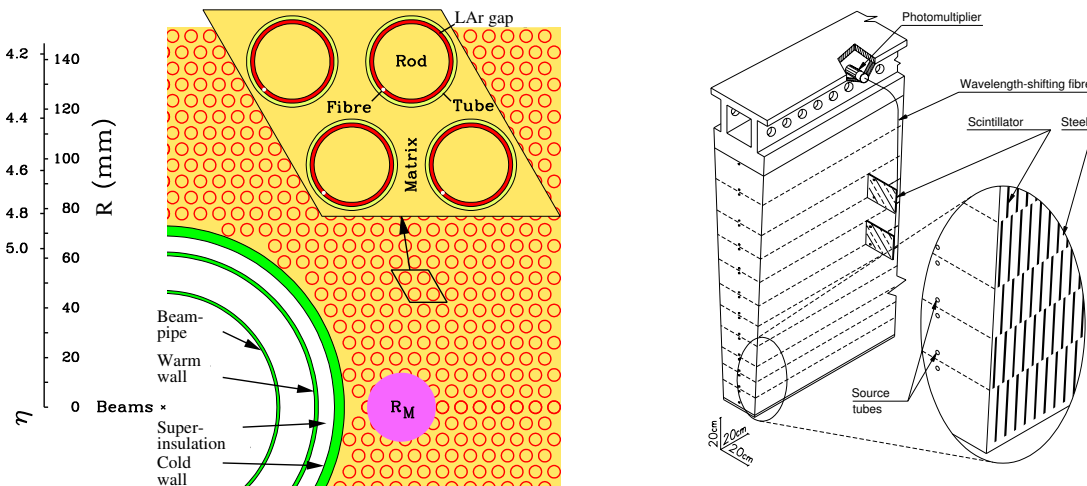 LAr gap
Rod
Fibre
Tube
Matrix
4.2
140
120
4.4
100
4.6
80
4.8
60
5.0
40
20
0
R (mm)
η
Beam-
pipe
Warm
wall
Beams
Super-
insulation
Cold
wall
R_M
Photomultiplier
Wavelength-shifting fibre
Scintillator
Steel
Source
tubes
20cm
20cm
20cm